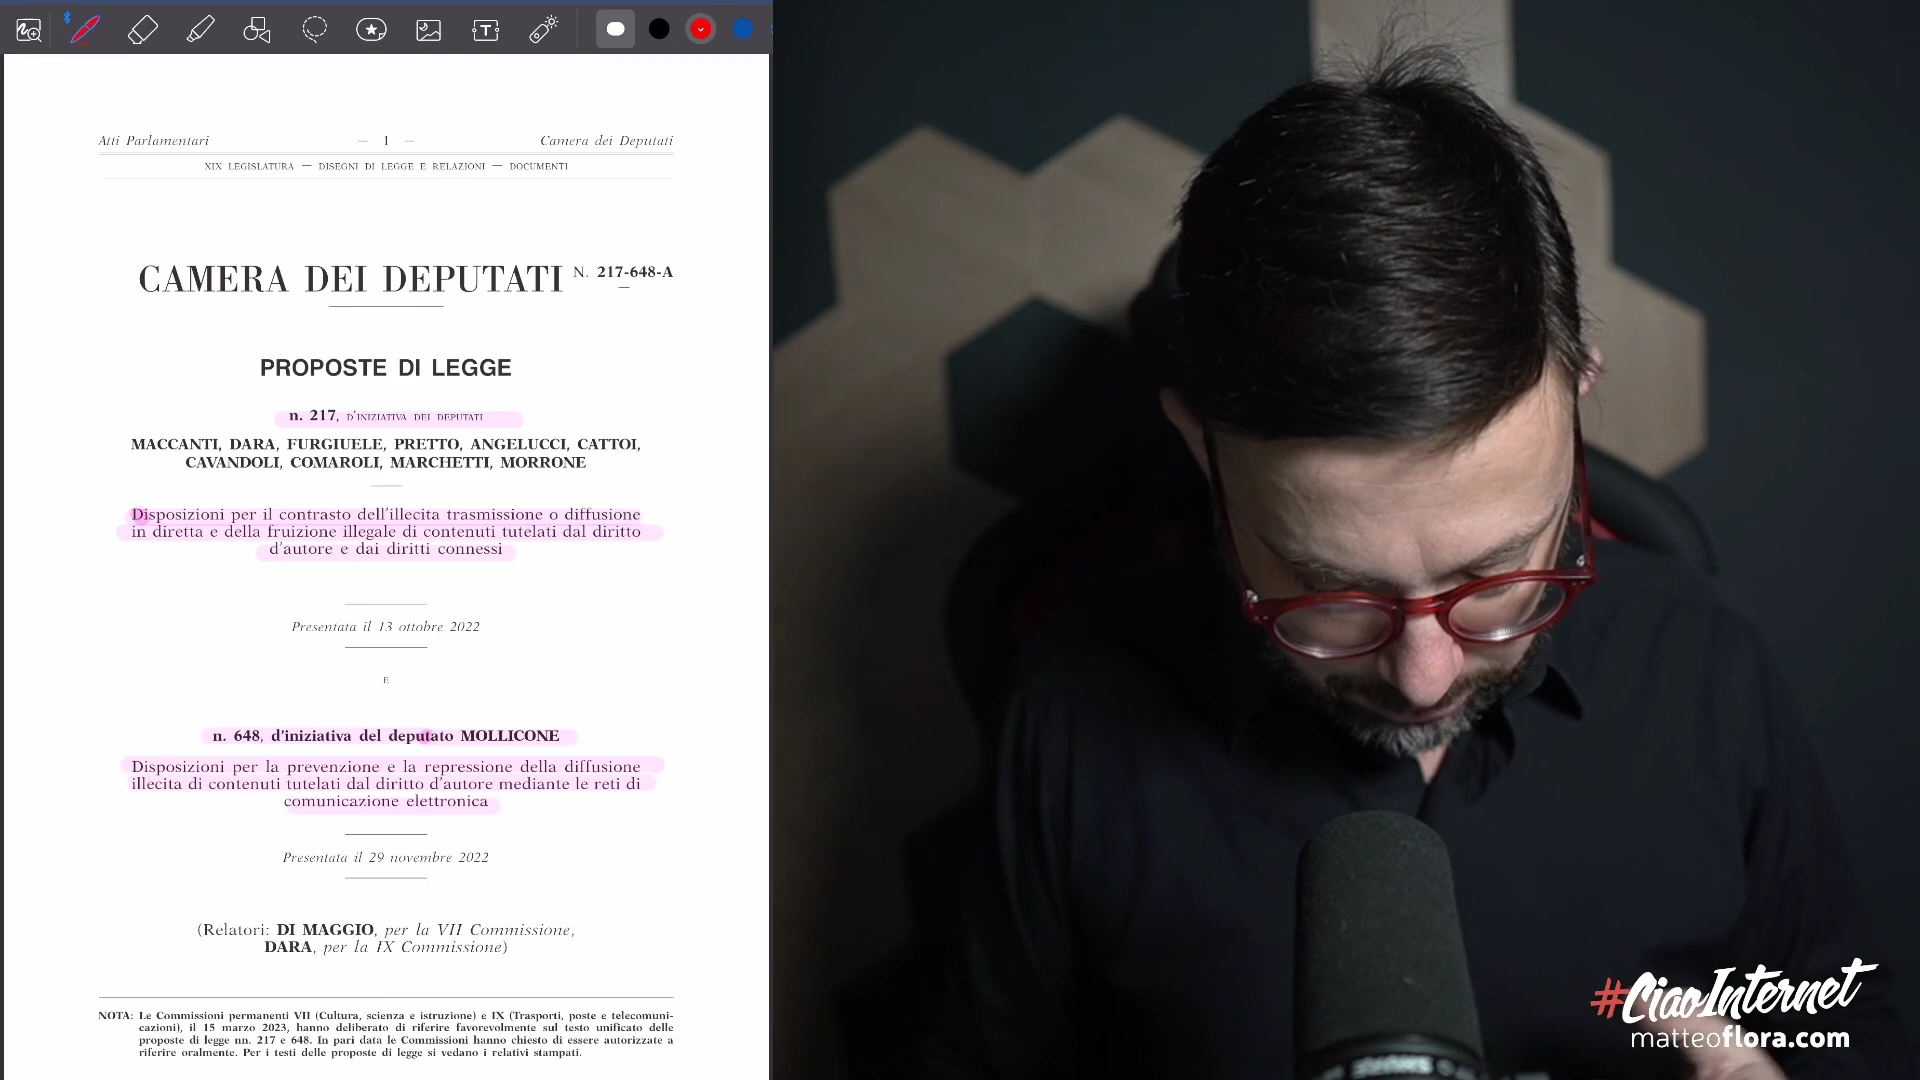 Atti Parlamentari — 1 — Camera dei Deputati
XIX LEGISLATURA — DISEGNI DI LEGGE E RELAZIONI — DOCUMENTI
CAMERA DEI DEPUTATI N. 217-648-A
PROPOSTE DI LEGGE
n. 217, D'INIZIATIVA DEI DEPUTATI
MACCANTI, DARA, FURGIUELE, PRETTO, ANGELUCCI, CATTOI,
CAVANDOLI, COMAROLI, MARCHETTI, MORRONE
Disposizioni per il contrasto dell'illecita trasmissione o diffusione
in diretta e della fruizione illegale di contenuti tutelati dal diritto
d'autore e dai diritti connessi
Presentata il 13 ottobre 2022
E
n. 648, d'iniziativa del deputato MOLLICONE
Disposizioni per la prevenzione e la repressione della diffusione
illecita di contenuti tutelati dal diritto d'autore mediante le reti di
comunicazione elettronica
Presentata il 29 novembre 2022
(Relatori: DI MAGGIO, per la VII Commissione,
DARA, per la IX Commissione)
NOTA: Le Commissioni permanenti VII (Cultura, scienza e istruzione) e IX (Trasporti, poste e telecomuni-
cazioni), il 15 marzo 2023, hanno deliberato di riferire favorevolmente sul testo unificato delle
proposte di legge nn. 217 e 648. In pari data le Commissioni hanno chiesto di essere autorizzate a
riferire oralmente. Per i testi delle proposte di legge si vedano i relativi stampati.
#CiaoInternet
matteoflora.com